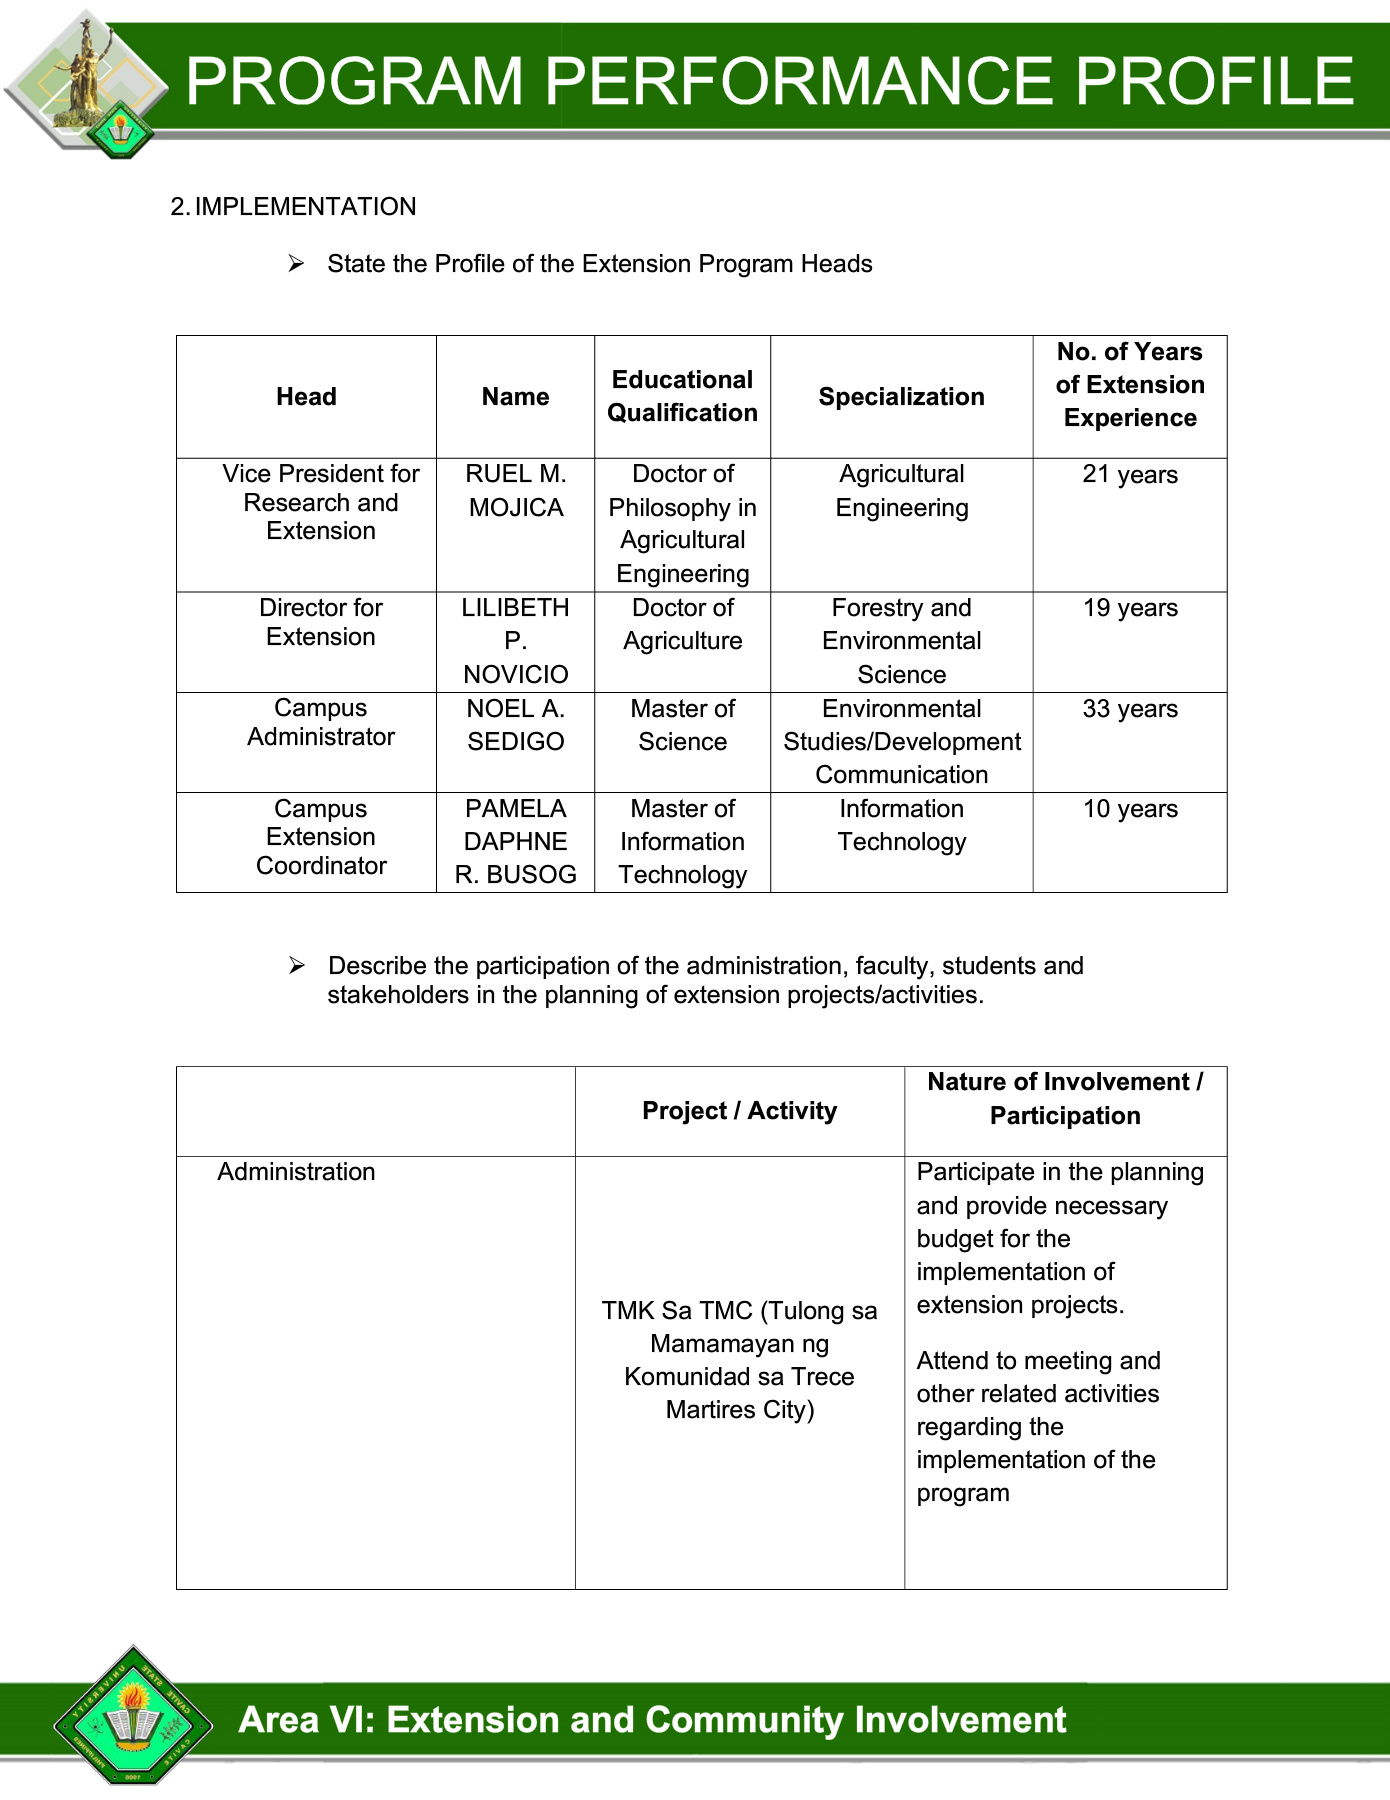 PROGRAM PERFORMANCE PROFILE
2. IMPLEMENTATION
➢ State the Profile of the Extension Program Heads
Head
Name
Educational
Qualification
Specialization
No. of Years
of Extension
Experience
Vice President for
Research and
Extension
RUEL M.
MOJICA
Doctor of
Philosophy in
Agricultural
Engineering
Agricultural
Engineering
21 years
Director for
Extension
LILIBETH
P.
NOVICIO
Doctor of
Agriculture
Forestry and
Environmental
Science
19 years
Campus
Administrator
NOEL A.
SEDIGO
Master of
Science
Environmental
Studies/Development
Communication
33 years
Campus
Extension
Coordinator
PAMELA
DAPHNE
R. BUSOG
Master of
Information
Technology
Information
Technology
10 years
➢ Describe the participation of the administration, faculty, students and
stakeholders in the planning of extension projects/activities.
Project / Activity
Nature of Involvement /
Participation
Administration
TMK Sa TMC (Tulong sa
Mamamayan ng
Komunidad sa Trece
Martires City)
Participate in the planning
and provide necessary
budget for the
implementation of
extension projects.
Attend to meeting and
other related activities
regarding the
implementation of the
program
CAVITE STATE UNIVERSITY
CAVITE PHILIPPINES
Area VI: Extension and Community Involvement